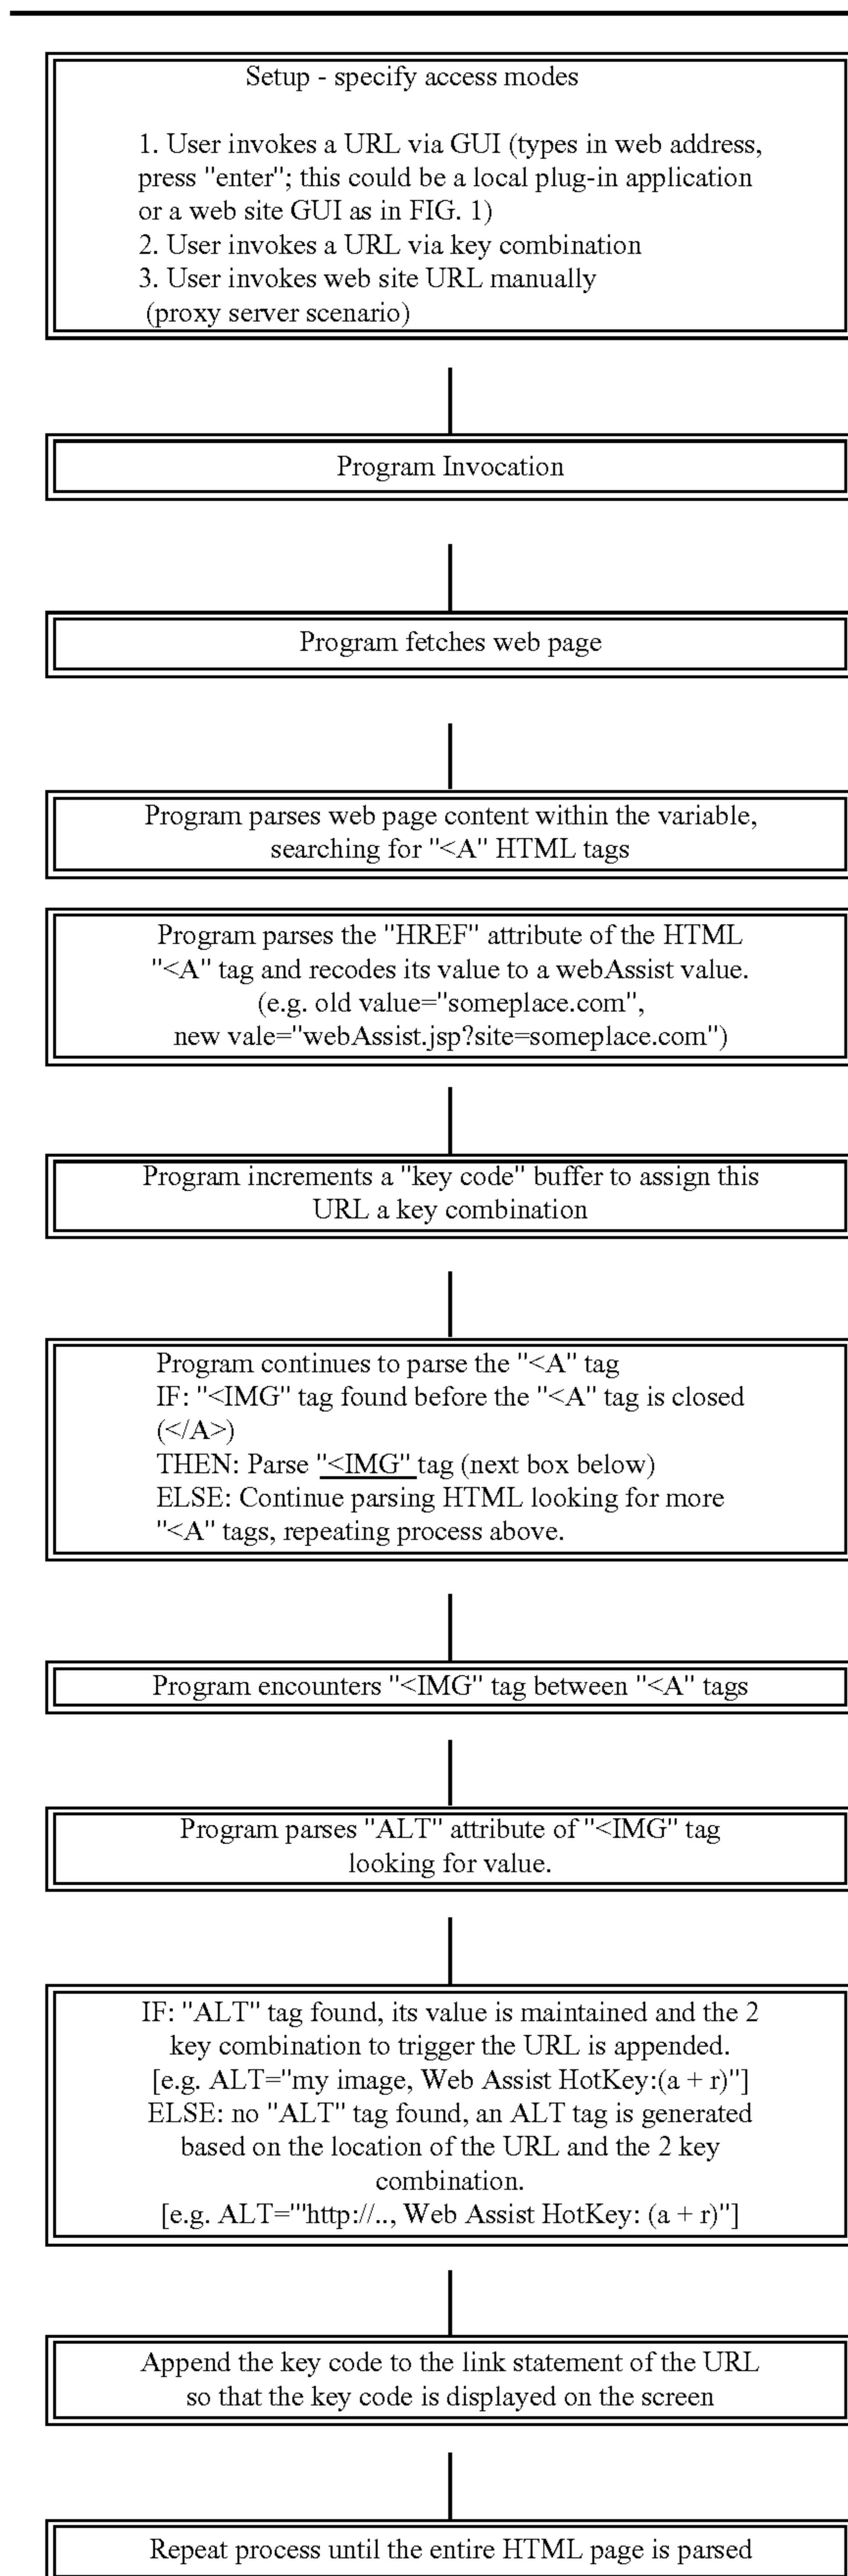 Setup - specify access modes
1. User invokes a URL via GUI (types in web address,
press "enter"; this could be a local plug-in application
or a web site GUI as in FIG. 1)
2. User invokes a URL via key combination
3. User invokes web site URL manually
(proxy server scenario)
Program Invocation
Program fetches web page
Program parses web page content within the variable,
searching for "<A" HTML tags
Program parses the "HREF" attribute of the HTML
"<A" tag and recodes its value to a webAssist value.
(e.g. old value="someplace.com",
new vale="webAssist.jsp?site=someplace.com")
Program increments a "key code" buffer to assign this
URL a key combination
Program continues to parse the "<A" tag
IF: "<IMG" tag found before the "<A" tag is closed
(</A>)
THEN: Parse "<IMG" tag (next box below)
ELSE: Continue parsing HTML looking for more
"<A" tags, repeating process above.
Program encounters "<IMG" tag between "<A" tags
Program parses "ALT" attribute of "<IMG" tag
looking for value.
IF: "ALT" tag found, its value is maintained and the 2
key combination to trigger the URL is appended.
[e.g. ALT="my image, Web Assist HotKey:(a + r)"]
ELSE: no "ALT" tag found, an ALT tag is generated
based on the location of the URL and the 2 key
combination.
[e.g. ALT="'http://.., Web Assist HotKey: (a + r)"]
Append the key code to the link statement of the URL
so that the key code is displayed on the screen
Repeat process until the entire HTML page is parsed